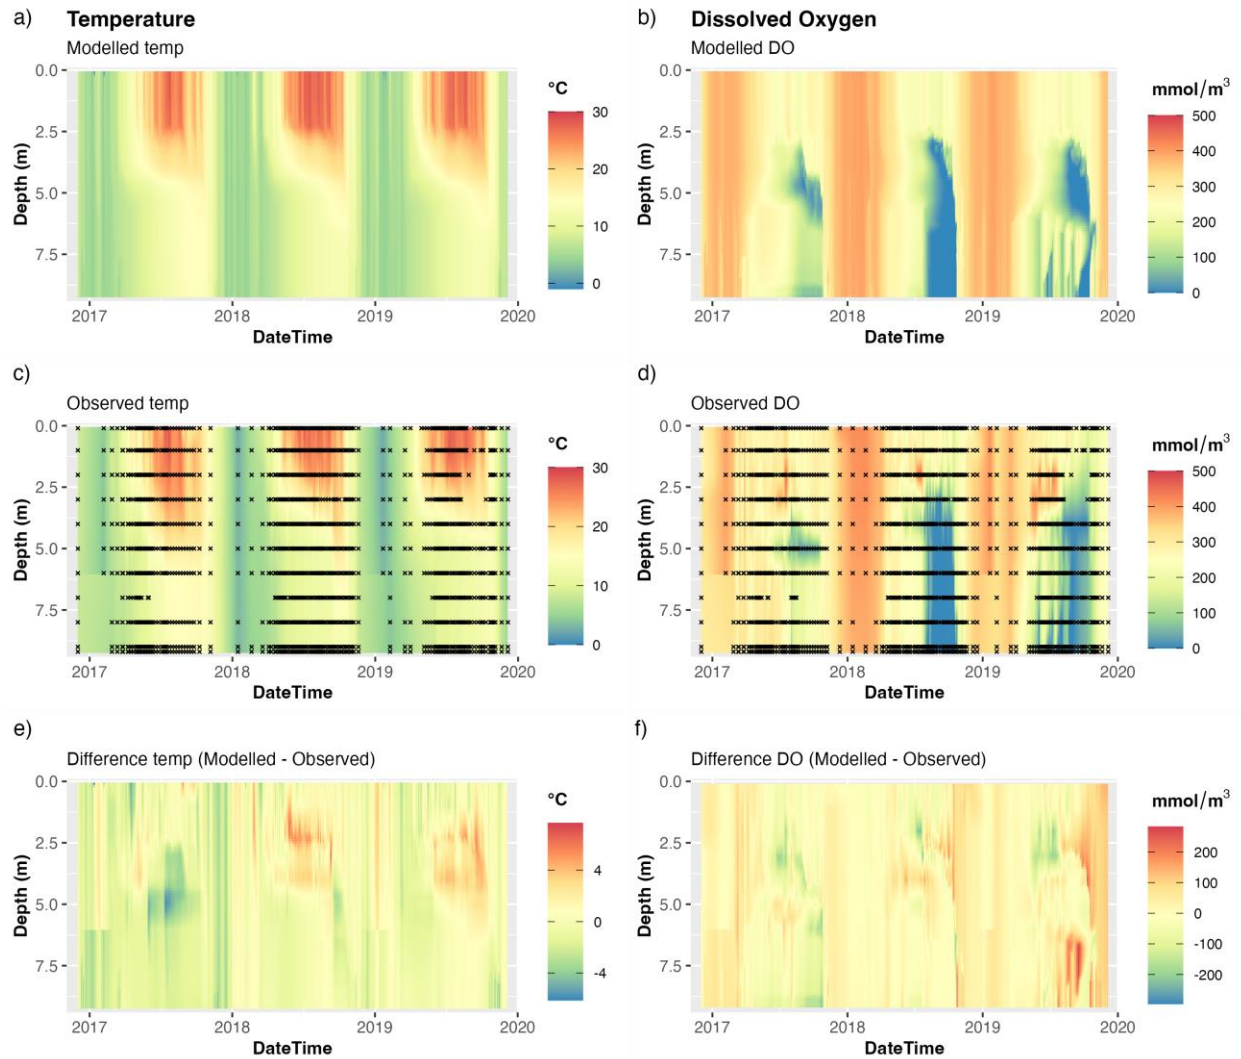 a) Temperature
Modelled temp
0.0
2.5
5.0
7.5
Depth (m)
2017 2018 2019 2020
DateTime
°C
30
20
10
0
b) Dissolved Oxygen
Modelled DO
0.0
2.5
5.0
7.5
Depth (m)
2017 2018 2019 2020
DateTime
mmol/m³
500
400
300
200
100
0
c)
Observed temp
0.0
2.5
5.0
7.5
Depth (m)
2017 2018 2019 2020
DateTime
°C
30
20
10
0
d)
Observed DO
0.0
2.5
5.0
7.5
Depth (m)
2017 2018 2019 2020
DateTime
mmol/m³
500
400
300
200
100
0
e)
Difference temp (Modelled - Observed)
0.0
2.5
5.0
7.5
Depth (m)
2017 2018 2019 2020
DateTime
°C
4
0
-4
f)
Difference DO (Modelled - Observed)
0.0
2.5
5.0
7.5
Depth (m)
2017 2018 2019 2020
DateTime
mmol/m³
200
100
0
-100
-200